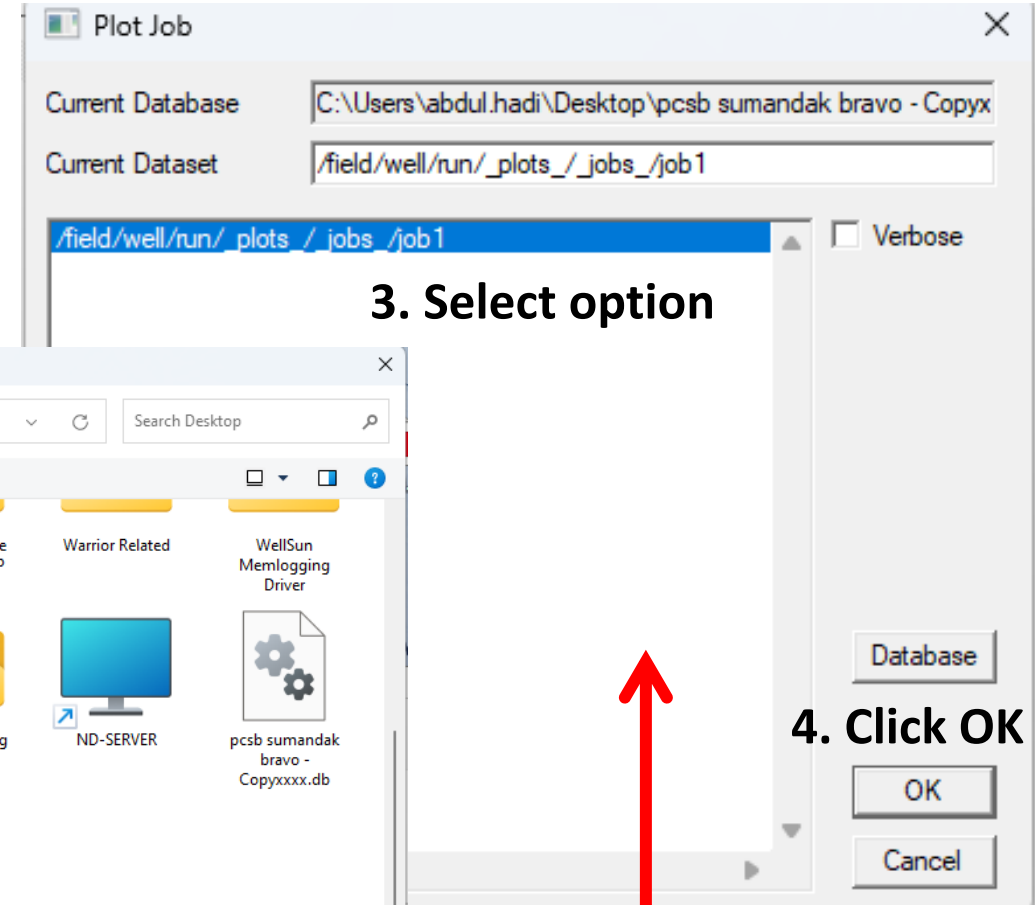 Plot Job
Current Database
C:\Users\abdul.hadi\Desktop\pcsb sumandak bravo - Copyx
Current Dataset
/field/well/run/_plots_/_jobs_/job1
/field/well/run/_plots_/_jobs_/job1
Verbose
3. Select option
Search Desktop
Warrior Related
WellSun
Memlogging
Driver
ND-SERVER
pcsb sumandak
bravo -
Copyxxxx.db
Database
4. Click OK
OK
Cancel